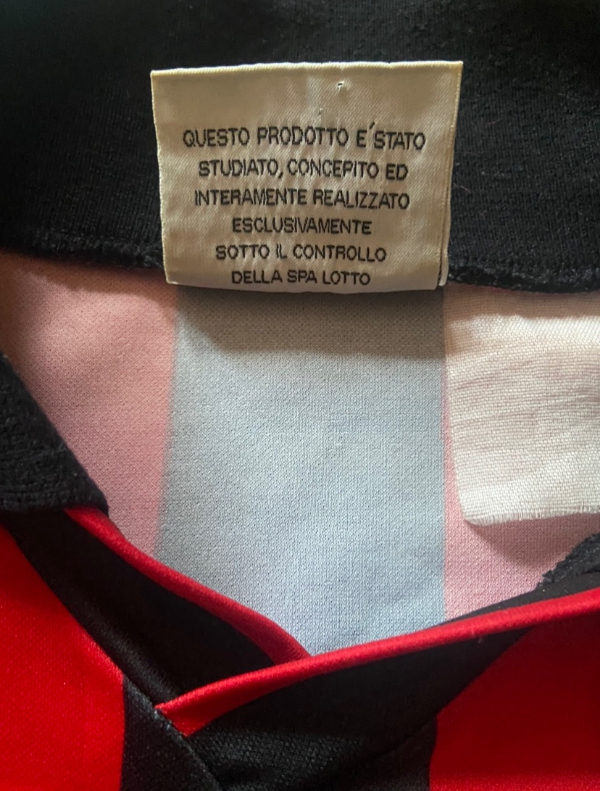 QUESTO PRODOTTO E´STATO
STUDIATO, CONCEPITO ED
INTERAMENTE REALIZZATO
ESCLUSIVAMENTE
SOTTO IL CONTROLLO
DELLA SPA LOTTO